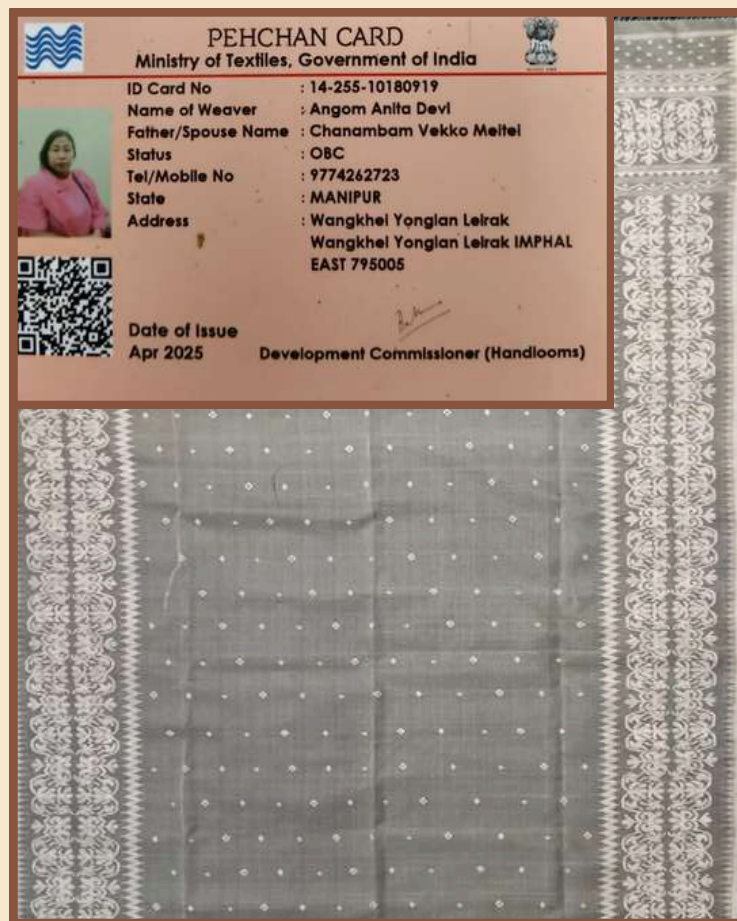 PEHCHAN CARD
Ministry of Textiles, Government of India
ID Card No : 14-255-10180919
Name of Weaver : Angom Anita Devi
Father/Spouse Name : Chanambam Vekko Meitei
Status : OBC
Tel/Mobile No : 9774262723
State : MANIPUR
Address : Wangkhei Yonglan Leirak
Wangkhei Yonglan Leirak IMPHAL
EAST 795005
Date of Issue
Apr 2025 Development Commissioner (Handlooms)